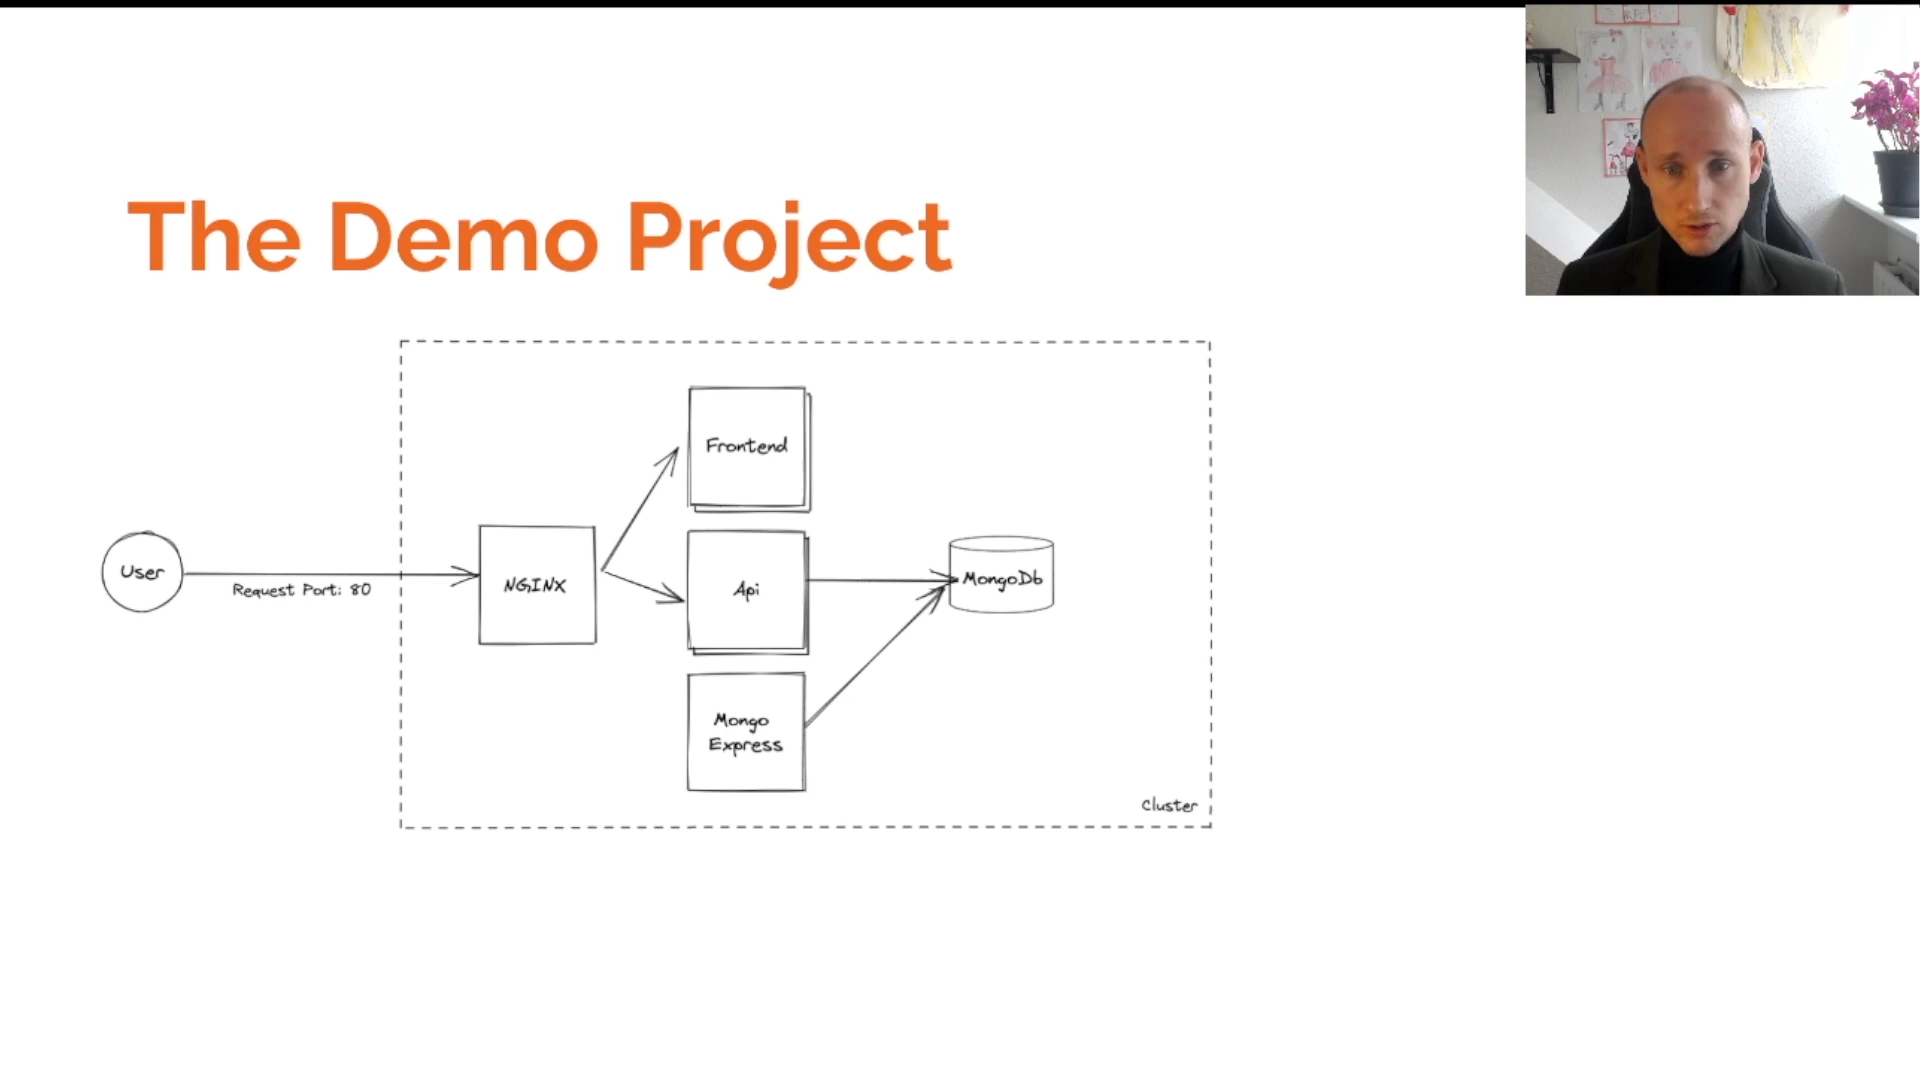 The Demo Project
Frontend
User
Request Port: 80
NGINX
Api
MongoDb
Mongo
Express
Cluster